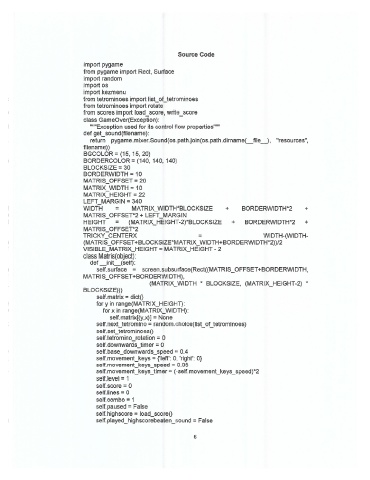 Source Code
import pygame
from pygame import Rect, Surface
import random
import os
import kezmenu
from tetrominoes import list_of_tetrominoes
from tetrominoes import rotate
from scores import load_score, write_score
class GameOver(Exception):
"""Exception used for its control flow properties"""
def get_sound(filename):
return pygame.mixer.Sound(os.path.join(os.path.dirname(__file__), "resources",
filename))
BGCOLOR = (15, 15, 20)
BORDERCOLOR = (140, 140, 140)
BLOCKSIZE = 30
BORDERWIDTH = 10
MATRIS_OFFSET = 20
MATRIX_WIDTH = 10
MATRIX_HEIGHT = 22
LEFT_MARGIN = 340
WIDTH = MATRIX_WIDTH*BLOCKSIZE + BORDERWIDTH*2 +
MATRIS_OFFSET*2 + LEFT_MARGIN
HEIGHT = (MATRIX_HEIGHT-2)*BLOCKSIZE + BORDERWIDTH*2 +
MATRIS_OFFSET*2
TRICKY_CENTERX = WIDTH-(WIDTH-
(MATRIS_OFFSET+BLOCKSIZE*MATRIX_WIDTH+BORDERWIDTH*2))/2
VISIBLE_MATRIX_HEIGHT = MATRIX_HEIGHT - 2
class Matris(object):
def __init__(self):
self.surface = screen.subsurface(Rect((MATRIS_OFFSET+BORDERWIDTH,
MATRIS_OFFSET+BORDERWIDTH),
(MATRIX_WIDTH * BLOCKSIZE, (MATRIX_HEIGHT-2) *
BLOCKSIZE)))
self.matrix = dict()
for y in range(MATRIX_HEIGHT):
for x in range(MATRIX_WIDTH):
self.matrix[(y,x)] = None
self.next_tetromino = random.choice(list_of_tetrominoes)
self.set_tetrominoes()
self.tetromino_rotation = 0
self.downwards_timer = 0
self.base_downwards_speed = 0.4
self.movement_keys = {'left': 0, 'right': 0}
self.movement_keys_speed = 0.05
self.movement_keys_timer = (-self.movement_keys_speed)*2
self.level = 1
self.score = 0
self.lines = 0
self.combo = 1
self.paused = False
self.highscore = load_score()
self.played_highscorebeaten_sound = False
6